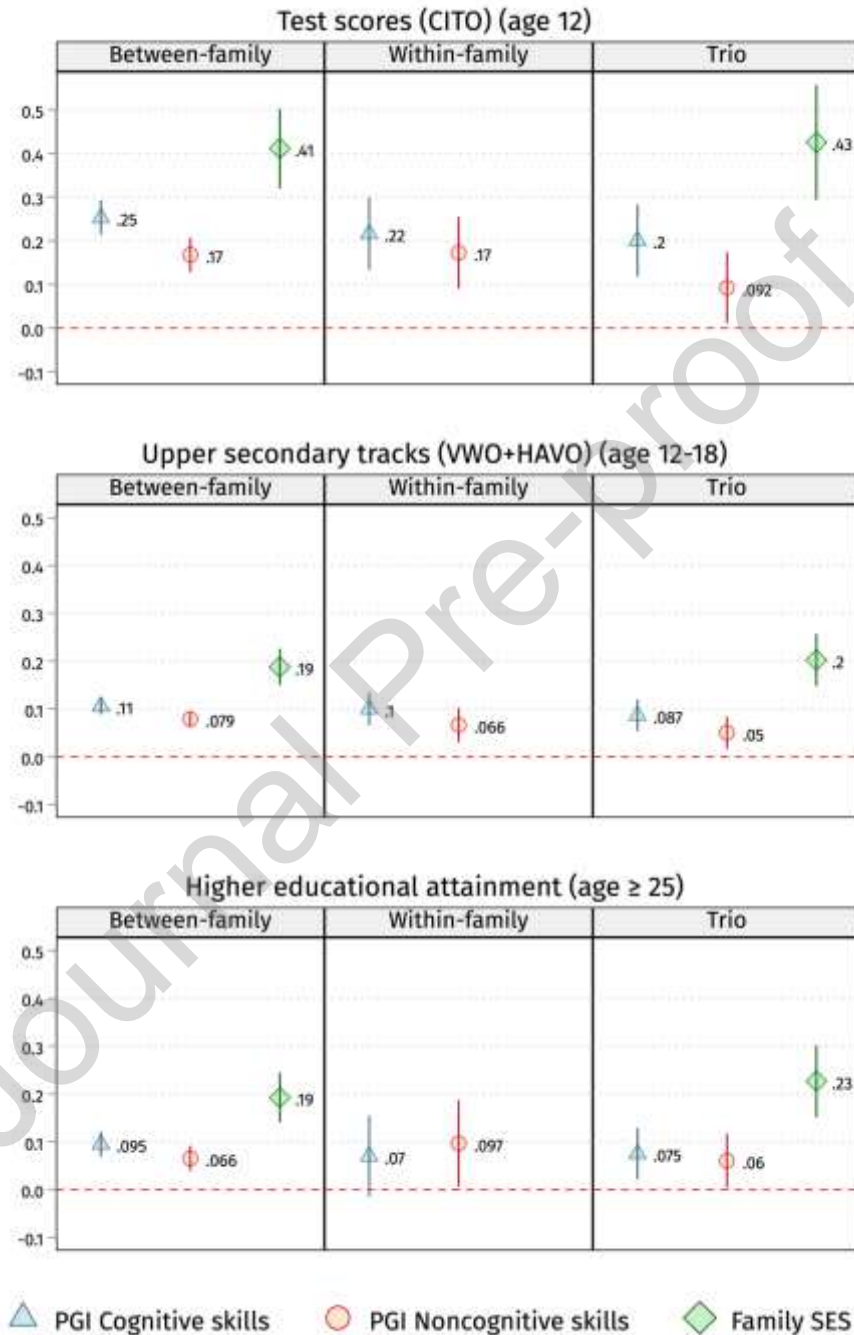 Test scores (CITO) (age 12)
Between-family Within-family Trio
0.5
0.4
0.3
0.2
0.1
0.0
-0.1
.25 .17 .41 .22 .17 .2 .092 .43
Upper secondary tracks (VWO+HAVO) (age 12-18)
Between-family Within-family Trio
0.5
0.4
0.3
0.2
0.1
0.0
-0.1
.11 .079 .19 .1 .066 .087 .05 .2
Higher educational attainment (age ≥ 25)
Between-family Within-family Trio
0.5
0.4
0.3
0.2
0.1
0.0
-0.1
.095 .066 .19 .07 .097 .075 .06 .23
PGI Cognitive skills PGI Noncognitive skills Family SES
Journal Pre-proof